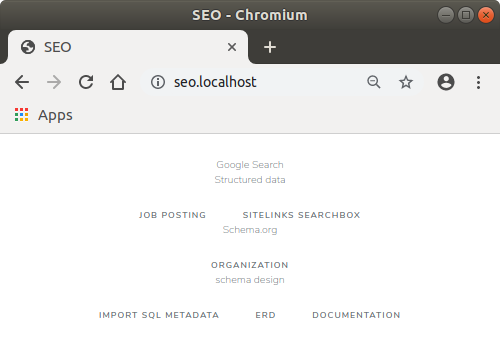 SEO - Chromium
SEO
seo.localhost
Apps
Google Search
Structured data
JOB POSTING SITELINKS SEARCHBOX
Schema.org
ORGANIZATION
schema design
IMPORT SQL METADATA ERD DOCUMENTATION